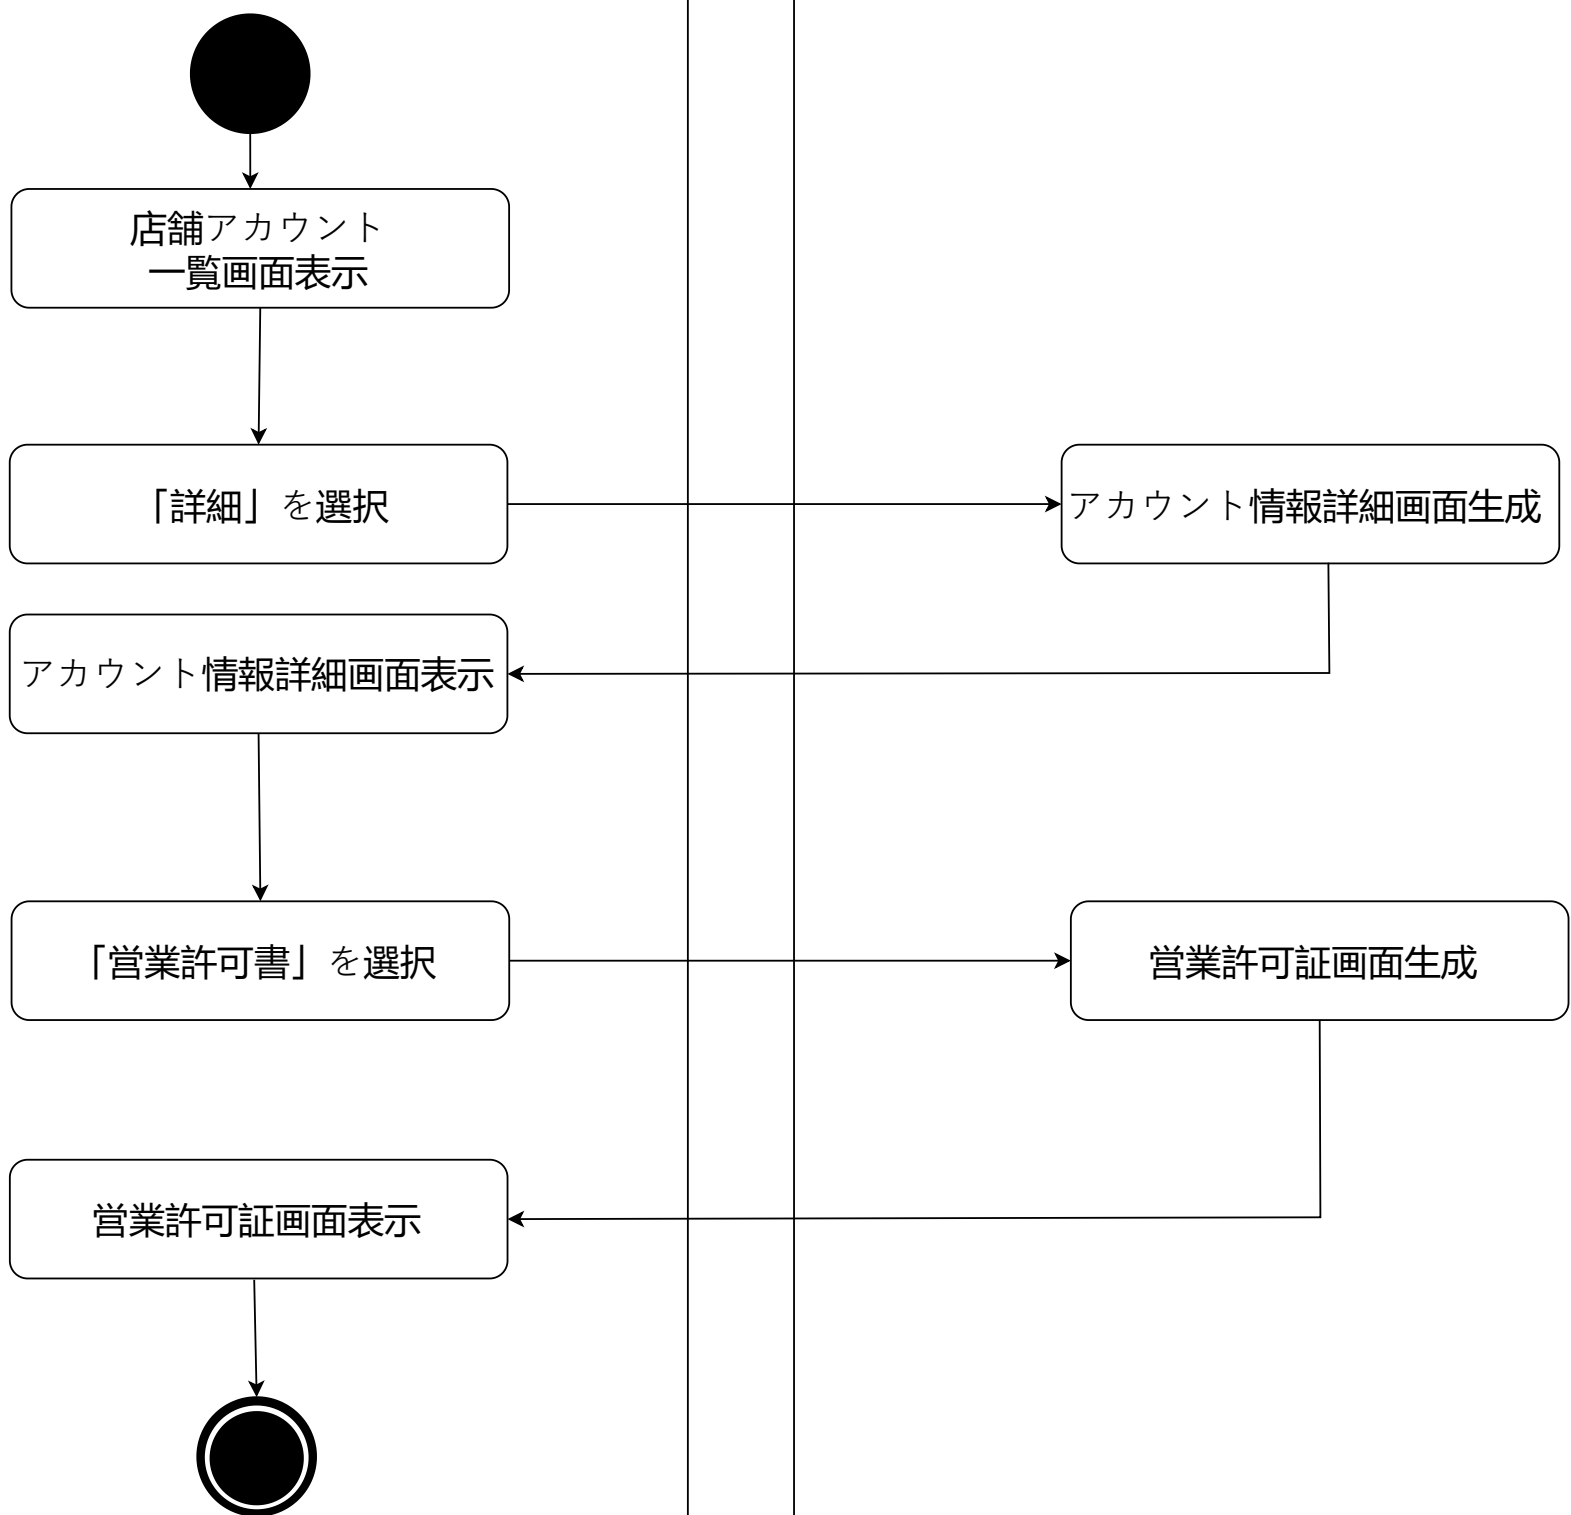 店舗アカウント
一覧画面表示
「詳細」を選択
アカウント情報詳細画面生成
アカウント情報詳細画面表示
「営業許可書」を選択
営業許可証画面生成
営業許可証画面表示